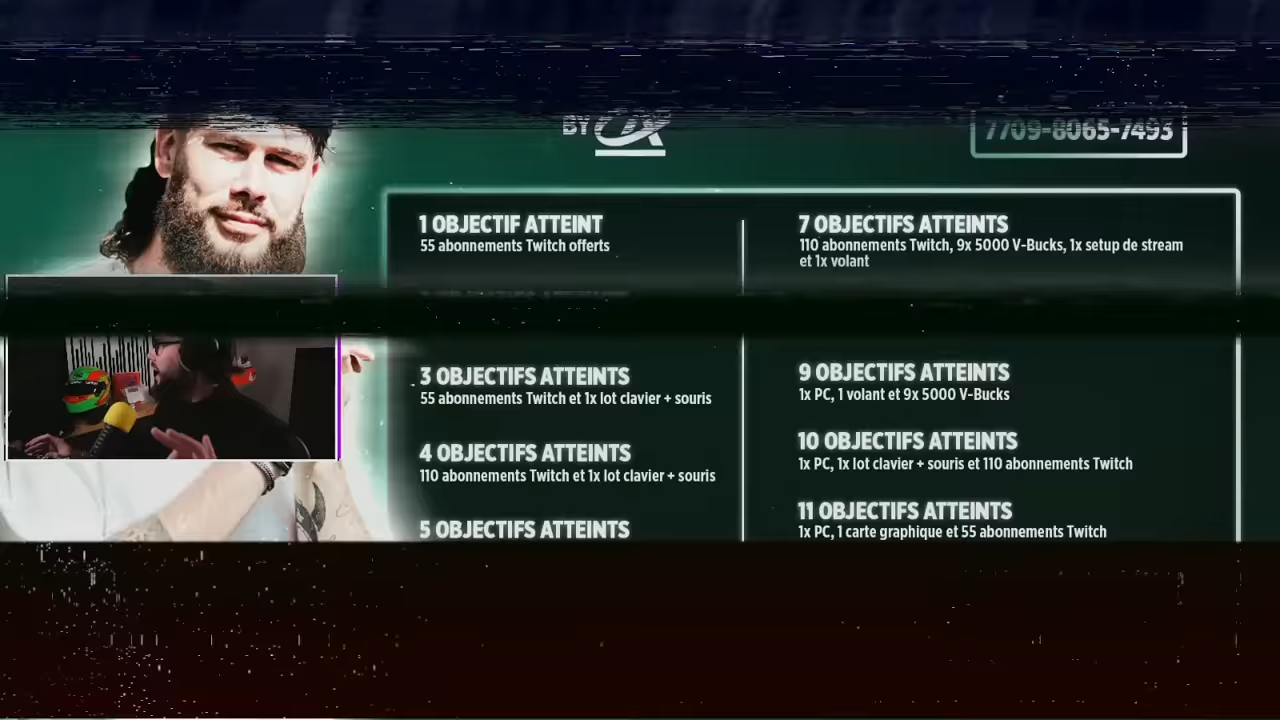 BY
7709-8065-7493
1 OBJECTIF ATTEINT
55 abonnements Twitch offerts
3 OBJECTIFS ATTEINTS
55 abonnements Twitch et 1x lot clavier + souris
4 OBJECTIFS ATTEINTS
110 abonnements Twitch et 1x lot clavier + souris
5 OBJECTIFS ATTEINTS
7 OBJECTIFS ATTEINTS
110 abonnements Twitch, 9x 5000 V-Bucks, 1x setup de stream
et 1x volant
9 OBJECTIFS ATTEINTS
1x PC, 1 volant et 9x 5000 V-Bucks
10 OBJECTIFS ATTEINTS
1x PC, 1x lot clavier + souris et 110 abonnements Twitch
11 OBJECTIFS ATTEINTS
1x PC, 1 carte graphique et 55 abonnements Twitch